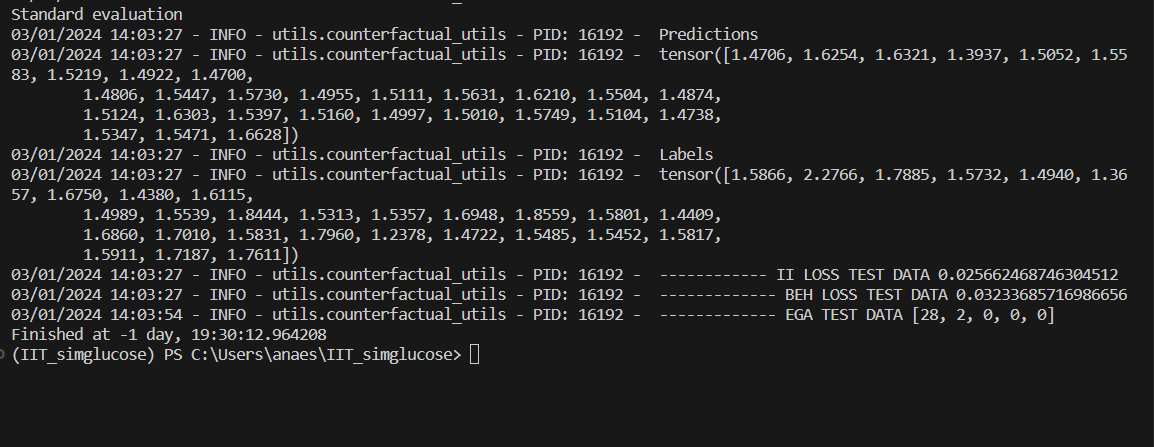 Standard evaluation
03/01/2024 14:03:27 - INFO - utils.counterfactual_utils - PID: 16192 -  Predictions
03/01/2024 14:03:27 - INFO - utils.counterfactual_utils - PID: 16192 -  tensor([1.4706, 1.6254, 1.6321, 1.3937, 1.5052, 1.55
83, 1.5219, 1.4922, 1.4700,
        1.4806, 1.5447, 1.5730, 1.4955, 1.5111, 1.5631, 1.6210, 1.5504, 1.4874,
        1.5124, 1.6303, 1.5397, 1.5160, 1.4997, 1.5010, 1.5749, 1.5104, 1.4738,
        1.5347, 1.5471, 1.6628])
03/01/2024 14:03:27 - INFO - utils.counterfactual_utils - PID: 16192 -  Labels
03/01/2024 14:03:27 - INFO - utils.counterfactual_utils - PID: 16192 -  tensor([1.5866, 2.2766, 1.7885, 1.5732, 1.4940, 1.36
57, 1.6750, 1.4380, 1.6115,
        1.4989, 1.5539, 1.8444, 1.5313, 1.5357, 1.6948, 1.8559, 1.5801, 1.4409,
        1.6860, 1.7010, 1.5831, 1.7960, 1.2378, 1.4722, 1.5485, 1.5452, 1.5817,
        1.5911, 1.7187, 1.7611])
03/01/2024 14:03:27 - INFO - utils.counterfactual_utils - PID: 16192 -  ------------ II LOSS TEST DATA 0.025662468746304512
03/01/2024 14:03:27 - INFO - utils.counterfactual_utils - PID: 16192 -  ------------- BEH LOSS TEST DATA 0.03233685716986656
03/01/2024 14:03:54 - INFO - utils.counterfactual_utils - PID: 16192 -  ------------- EGA TEST DATA [28, 2, 0, 0, 0]
Finished at -1 day, 19:30:12.964208
(IIT_simglucose) PS C:\Users\anaes\IIT_simglucose>